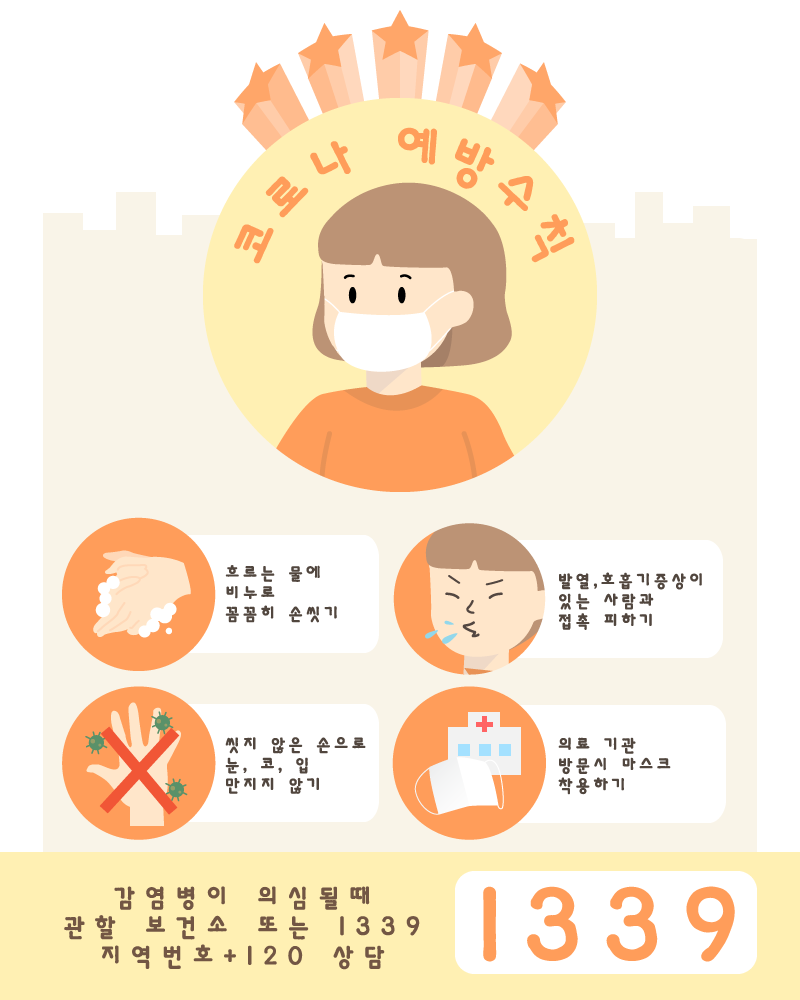 코로나 예방수칙
흐르는 물에
비누로
꼼꼼히 손씻기
발열,호흡기증상이
있는 사람과
접촉 피하기
씻지 않은 손으로
눈, 코, 입
만지지 않기
의료 기관
방문시 마스크
착용하기
감염병이 의심될때
관할 보건소 또는 1339
지역번호+120 상담
1339